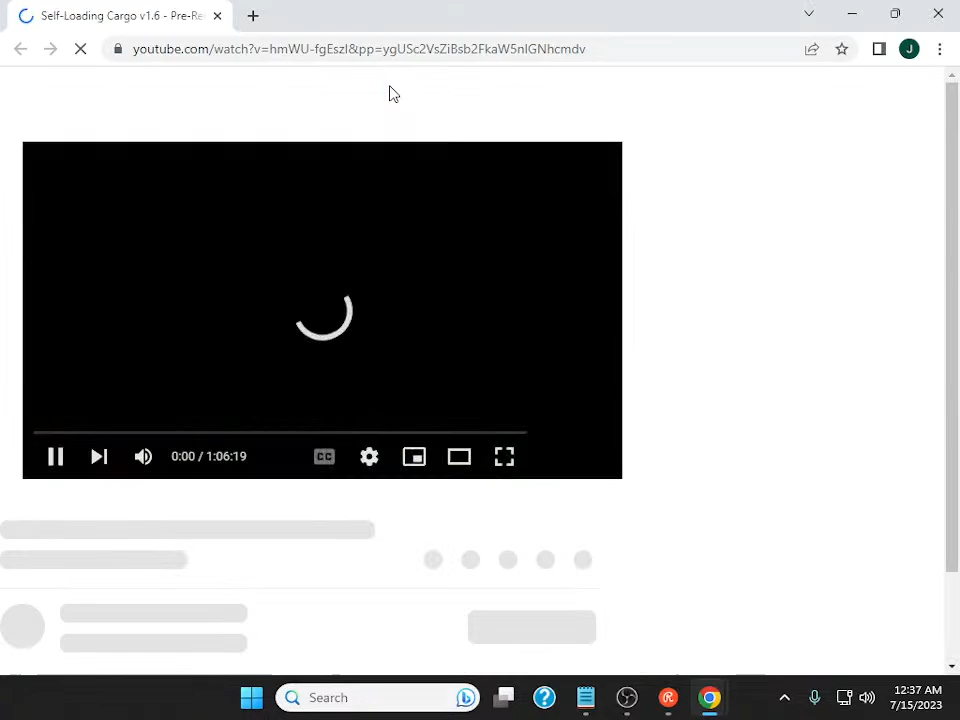 Self-Loading Cargo v1.6 - Pre-Re
youtube.com/watch?v=hmWU-fgEszI&pp=ygUSc2VsZiBsb2FkaW5nIGNhcmdv
J
0:00 / 1:06:19
CC
Search
12:37 AM
7/15/2023